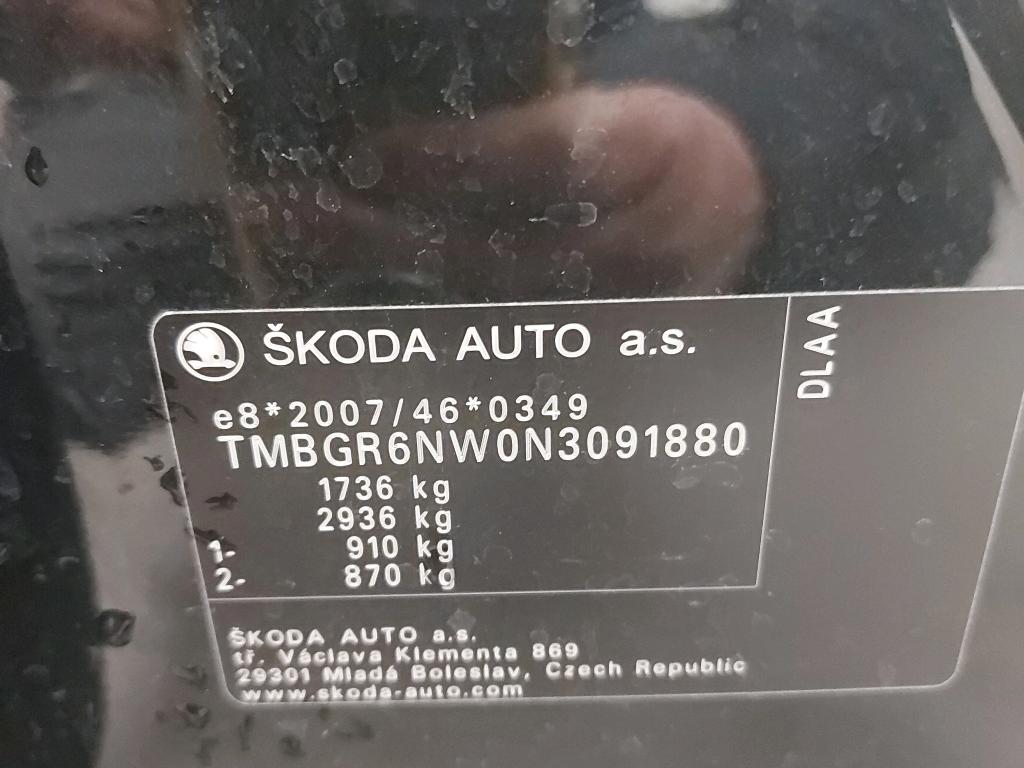 ŠKODA AUTO a.s.
e8*2007/46*0349
TMBGR6NW0N3091880
1736 kg
2936 kg
1- 910 kg
2- 870 kg
DLAA
ŠKODA AUTO a.s.
tř. Václava Klementa 869
29301 Mladá Boleslav, Czech Republic
www.skoda-auto.com